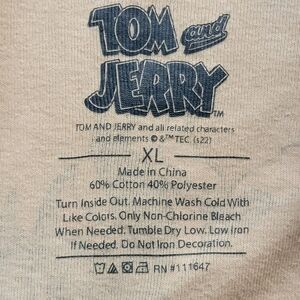 TOM and
JERRY™
TOM AND JERRY and all related characters
and elements © & ™ TEC. (s22)
XL
Made in China
60% Cotton 40% Polyester
Turn Inside Out. Machine Wash Cold With
Like Colors. Only Non-Chlorine Bleach
When Needed. Tumble Dry Low. Low Iron
If Needed. Do Not Iron Decoration.
RN #111647